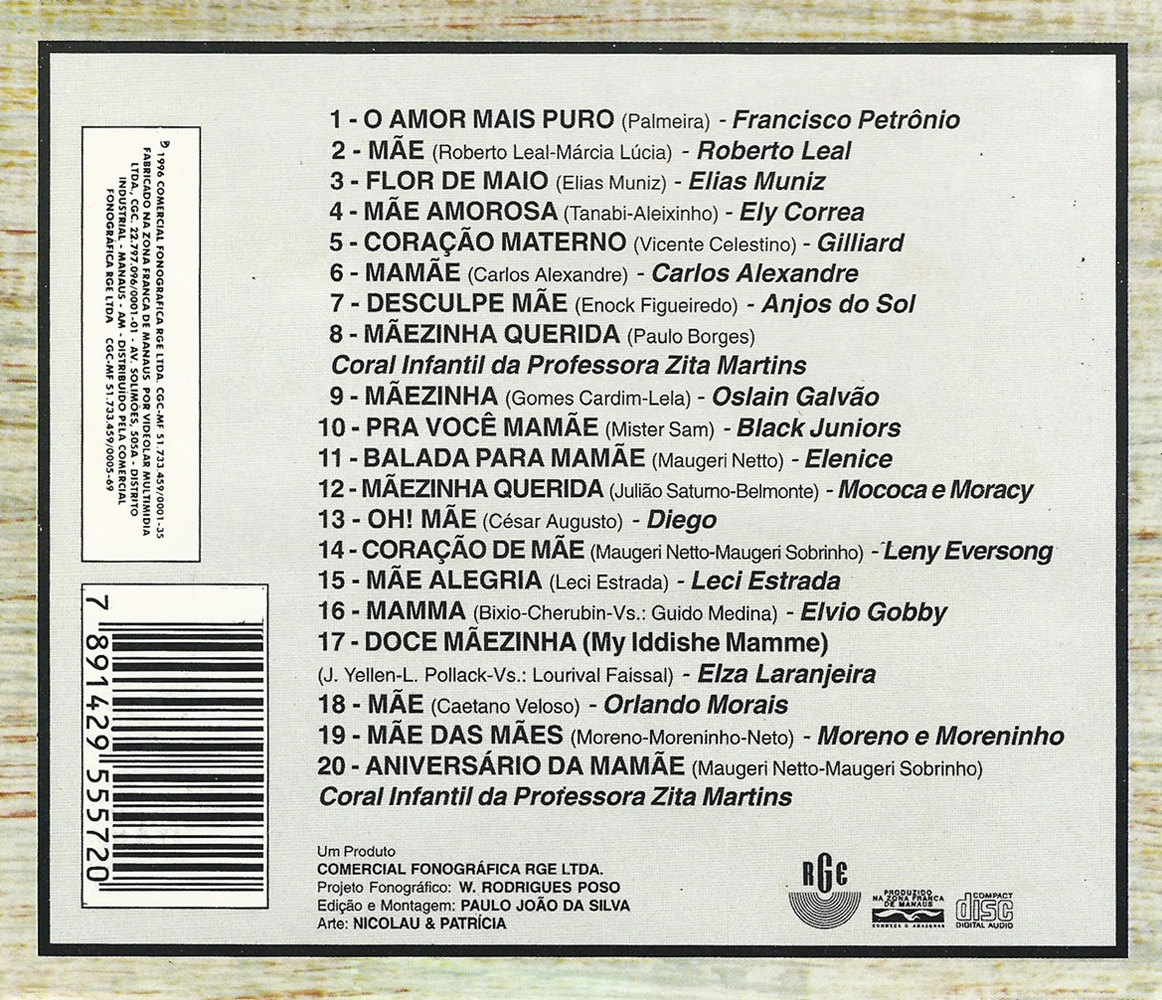 1 - O AMOR MAIS PURO (Palmeira) - Francisco Petrônio
2 - MÃE (Roberto Leal-Márcia Lúcia) - Roberto Leal
3 - FLOR DE MAIO (Elias Muniz) - Elias Muniz
4 - MÃE AMOROSA (Tanabi-Aleixinho) - Ely Correa
5 - CORAÇÃO MATERNO (Vicente Celestino) - Gilliard
6 - MAMÃE (Carlos Alexandre) - Carlos Alexandre
7 - DESCULPE MÃE (Enock Figueiredo) - Anjos do Sol
8 - MÃEZINHA QUERIDA (Paulo Borges)
Coral Infantil da Professora Zita Martins
9 - MÃEZINHA (Gomes Cardim-Lela) - Oslain Galvão
10 - PRA VOCÊ MAMÃE (Mister Sam) - Black Juniors
11 - BALADA PARA MAMÃE (Maugeri Netto) - Elenice
12 - MÃEZINHA QUERIDA (Julião Saturno-Belmonte) - Mococa e Moracy
13 - OH! MÃE (César Augusto) - Diego
14 - CORAÇÃO DE MÃE (Maugeri Netto-Maugeri Sobrinho) - Leny Eversong
15 - MÃE ALEGRIA (Leci Estrada) - Leci Estrada
16 - MAMMA (Bixio-Cherubin-Vs.: Guido Medina) - Elvio Gobby
17 - DOCE MÃEZINHA (My Iddishe Mamme)
(J. Yellen-L. Pollack-Vs.: Lourival Faissal) - Elza Laranjeira
18 - MÃE (Caetano Veloso) - Orlando Morais
19 - MÃE DAS MÃES (Moreno-Moreninho-Neto) - Moreno e Moreninho
20 - ANIVERSÁRIO DA MAMÃE (Maugeri Netto-Maugeri Sobrinho)
Coral Infantil da Professora Zita Martins
℗ 1996 COMERCIAL FONOGRÁFICA RGE LTDA. CGC-MF 51.733.459/0001-35
FABRICADO NA ZONA FRANCA DE MANAUS POR VIDEOLAR MULTIMIDIA
LTDA., CGC. 22.797.096/0001-01 - AV. SOLIMÕES, 505A - DISTRITO
INDUSTRIAL - MANAUS - AM - DISTRIBUIDO PELA COMERCIAL
FONOGRÁFICA RGE LTDA CGC-MF 51.733.459/0005-69
7 891429 555720
Um Produto
COMERCIAL FONOGRÁFICA RGE LTDA.
Projeto Fonográfico: W. RODRIGUES POSO
Edição e Montagem: PAULO JOÃO DA SILVA
Arte: NICOLAU & PATRÍCIA
RGE
PRODUZIDO
NA ZONA FRANCA
DE MANAUS
CONHEÇA O AMAZONAS
COMPACT
disc
DIGITAL AUDIO